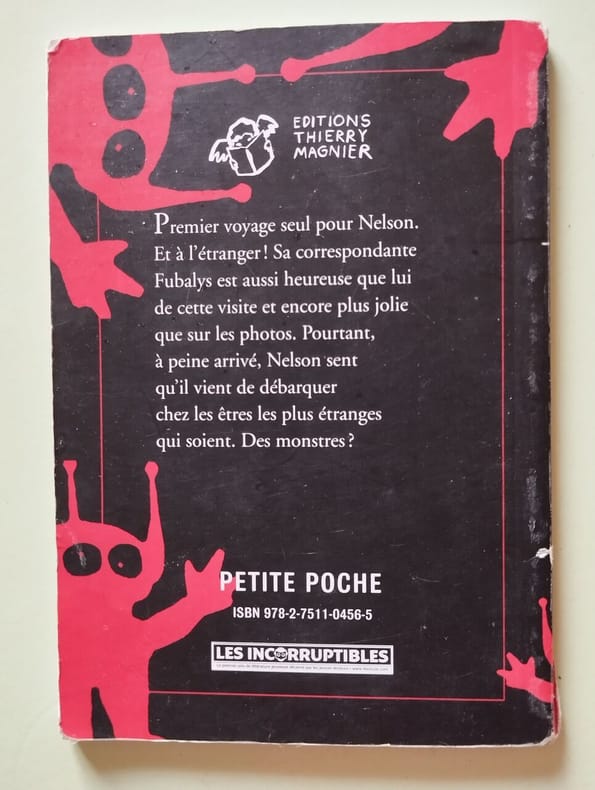 EDITIONS
THIERRY
MAGNIER
Premier voyage seul pour Nelson.
Et à l'étranger ! Sa correspondante
Fubalys est aussi heureuse que lui
de cette visite et encore plus jolie
que sur les photos. Pourtant,
à peine arrivé, Nelson sent
qu'il vient de débarquer
chez les êtres les plus étranges
qui soient. Des monstres ?
PETITE POCHE
ISBN 978-2-7511-0456-5
LES INCORRUPTIBLES